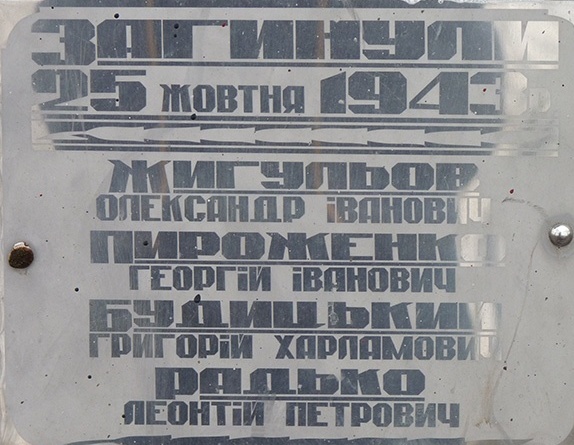 ЗАГИНУЛИ
25 ЖОВТНЯ 1943р
ЖИГУЛЬОВ
ОЛЕКСАНДР ІВАНОВИЧ
ПИРОЖЕНКО
ГЕОРГІЙ ІВАНОВИЧ
БУДИЦЬКИЙ
ГРИГОРІЙ ХАРЛАМОВИЧ
РАДЬКО
ЛЕОНТІЙ ПЕТРОВИЧ